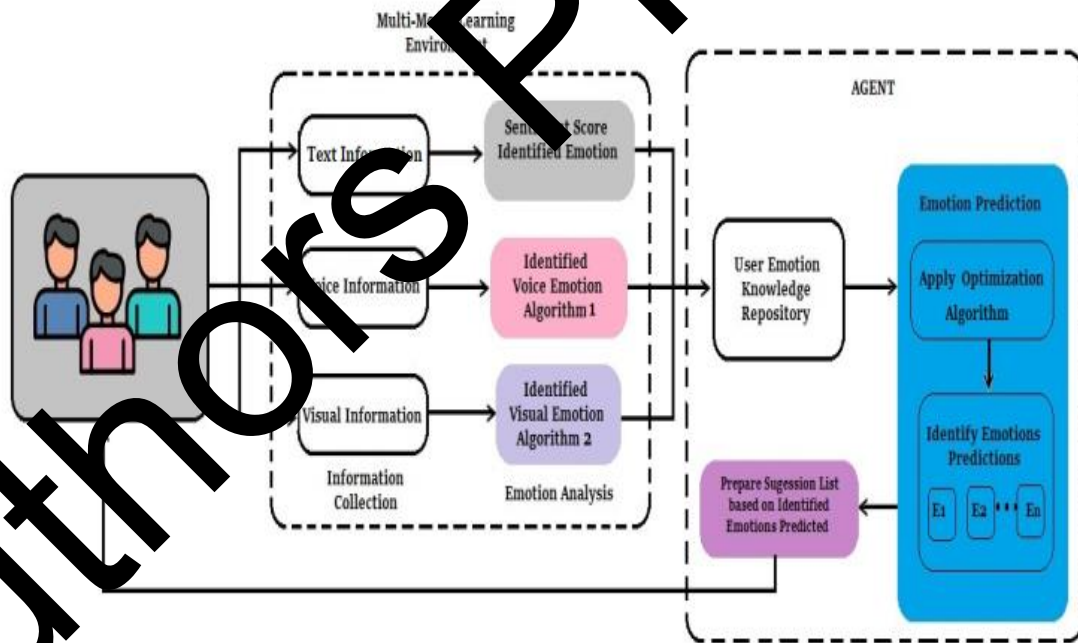 Learning
AGENT
Text Information
Score
Identified Emotion
Emotion Prediction
Voice Information
Identified
Voice Emotion
Algorithm 1
User Emotion
Knowledge
Repository
Apply Optimization
Algorithm
Visual Information
Identified
Visual Emotion
Algorithm 2
Identify Emotions
Predictions
E1 E2 ••• En
Information
Collection
Emotion Analysis
Prepare Sugession List
based on Identified
Emotions Predicted
uthors P